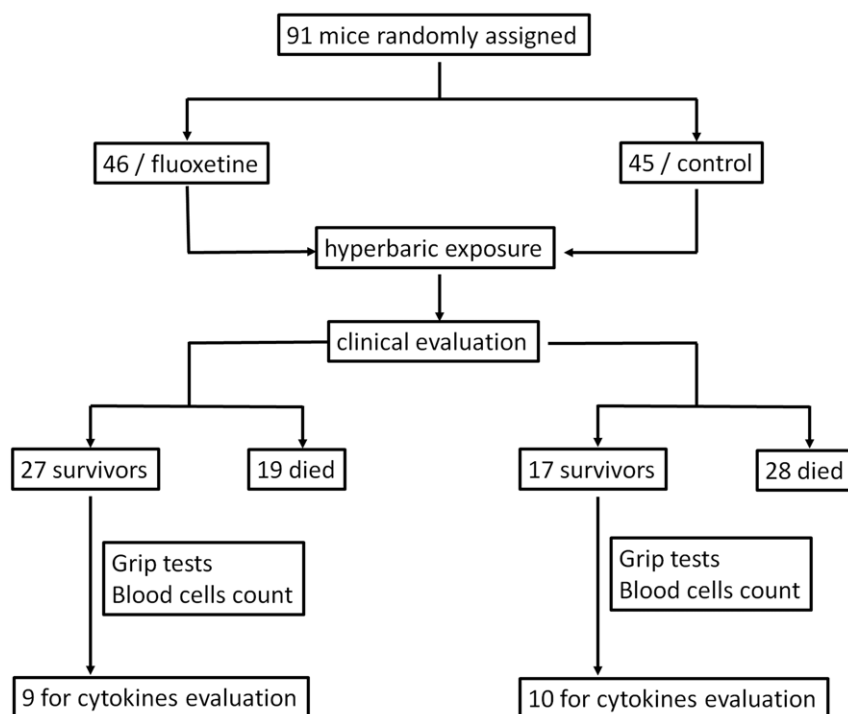 91 mice randomly assigned
46 / fluoxetine
45 / control
hyperbaric exposure
clinical evaluation
27 survivors
19 died
17 survivors
28 died
Grip tests
Blood cells count
Grip tests
Blood cells count
9 for cytokines evaluation
10 for cytokines evaluation